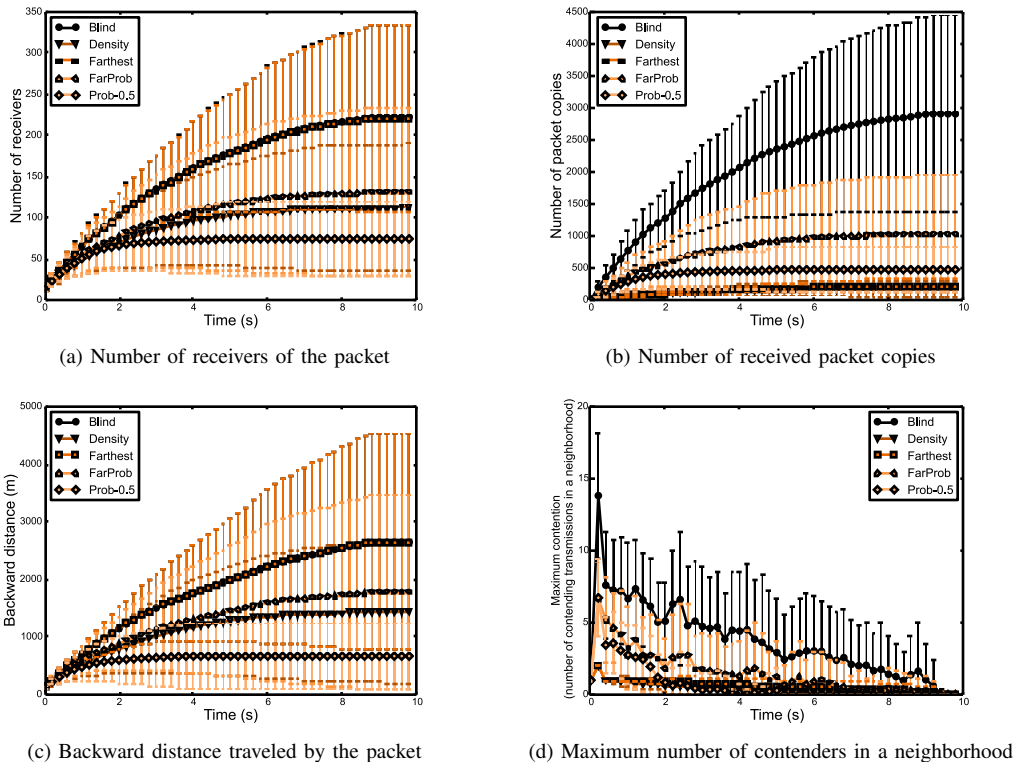 350
300
250
200
150
100
50
0
Number of receivers
Blind
Density
Farthest
FarProb
Prob-0.5
0 2 4 6 8 10
Time (s)
(a) Number of receivers of the packet
4500
4000
3500
3000
2500
2000
1500
1000
500
0
Number of packet copies
Blind
Density
Farthest
FarProb
Prob-0.5
0 2 4 6 8 10
Time (s)
(b) Number of received packet copies
5000
4000
3000
2000
1000
0
Backward distance (m)
Blind
Density
Farthest
FarProb
Prob-0.5
0 2 4 6 8 10
Time (s)
(c) Backward distance traveled by the packet
20
15
10
5
0
Maximum contention
(number of contending transmissions in a neighborhood)
Blind
Density
Farthest
FarProb
Prob-0.5
0 2 4 6 8 10
Time (s)
(d) Maximum number of contenders in a neighborhood